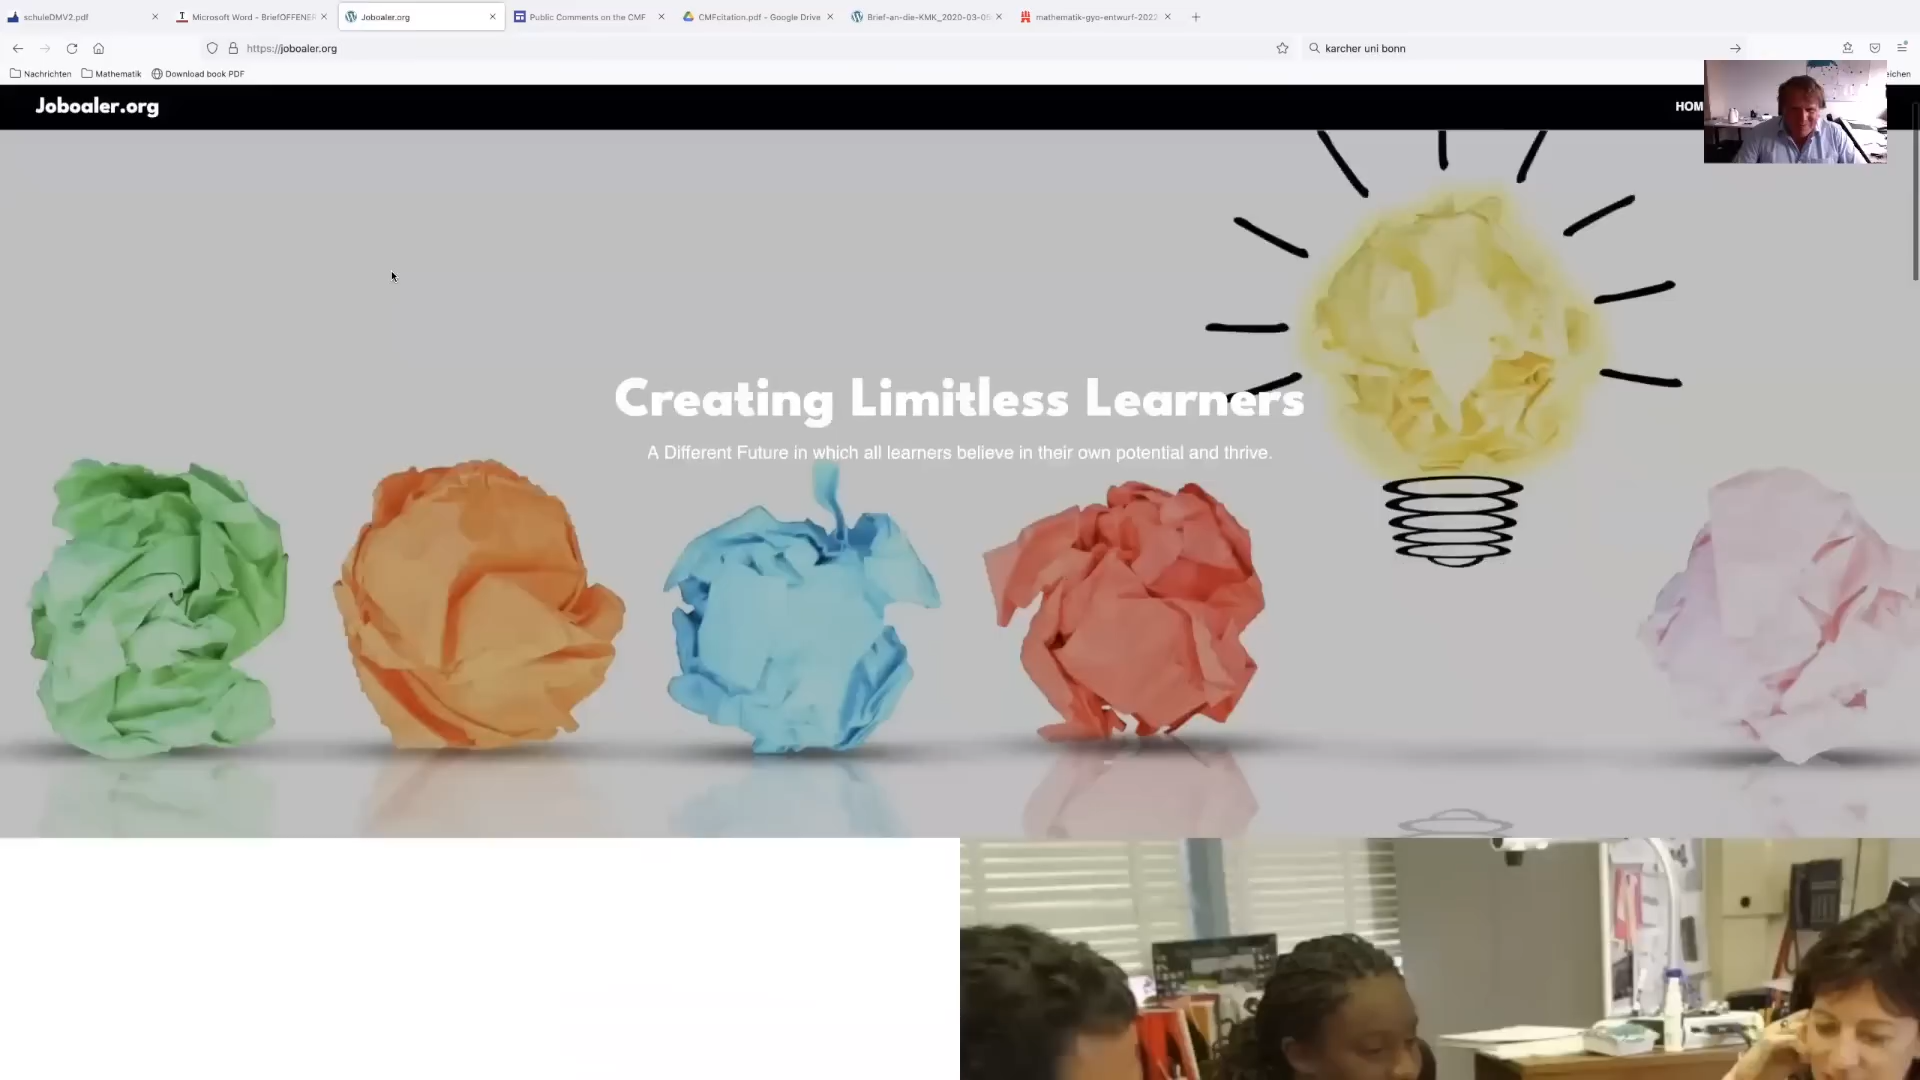 schuleDMV2.pdf
Microsoft Word - BriefOFFENER
Joboaler.org
Public Comments on the CMF
CMFcitation.pdf - Google Drive
Brief-an-die-KMK_2020-03-05
mathematik-gyo-entwurf-2022
https://joboaler.org
karcher uni bonn
Nachrichten
Mathematik
Download book PDF
eichen
Joboaler.org
HOM
Creating Limitless Learners
A Different Future in which all learners believe in their own potential and thrive.